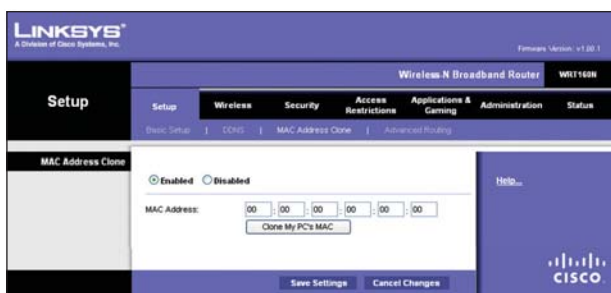 LINKSYS®
A Division of Cisco Systems, Inc.
Firmware Version: v1.00.1
Wireless-N Broadband Router WRT160N
Setup
Setup Wireless Security Access Restrictions Applications & Gaming Administration Status
Basic Setup | DDNS | MAC Address Clone | Advanced Routing
MAC Address Clone
Enabled Disabled
Help...
MAC Address: 00 : 00 : 00 : 00 : 00 : 00
Clone My PC's MAC
Save Settings Cancel Changes
CISCO.